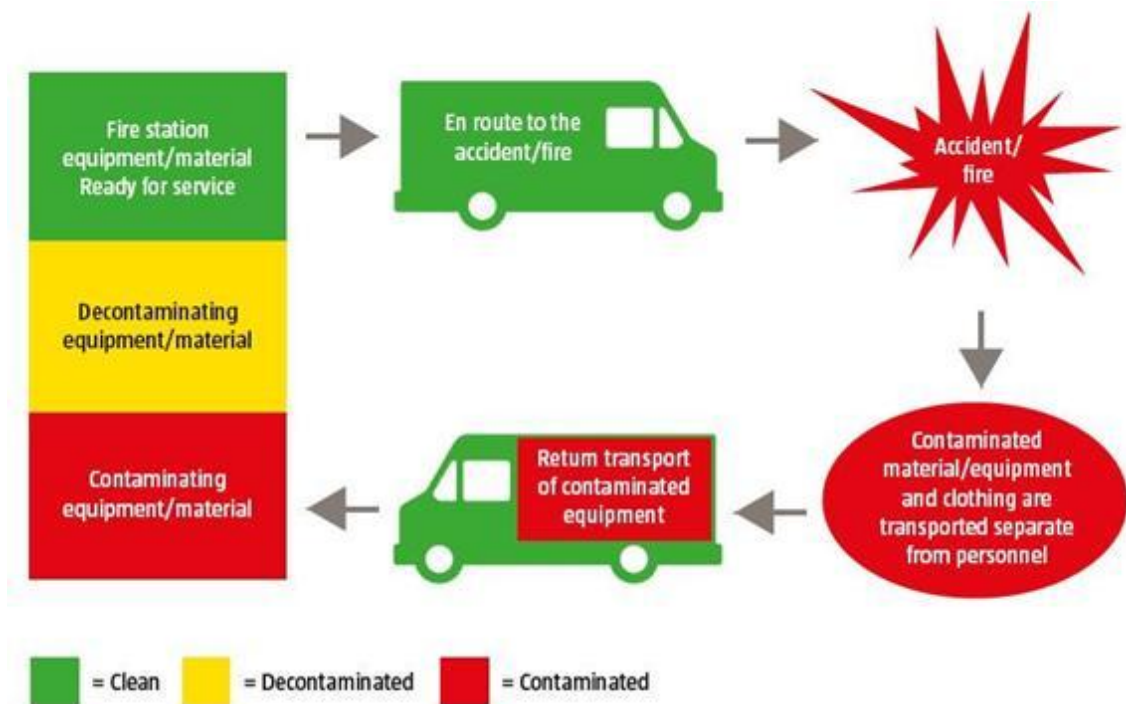 Fire station
equipment/material
Ready for service
En route to the
accident/fire
Accident/
fire
Decontaminating
equipment/material
Contaminating
equipment/material
Return transport
of contaminated
equipment
Contaminated
material/equipment
and clothing are
transported separate
from personnel
= Clean
= Decontaminated
= Contaminated